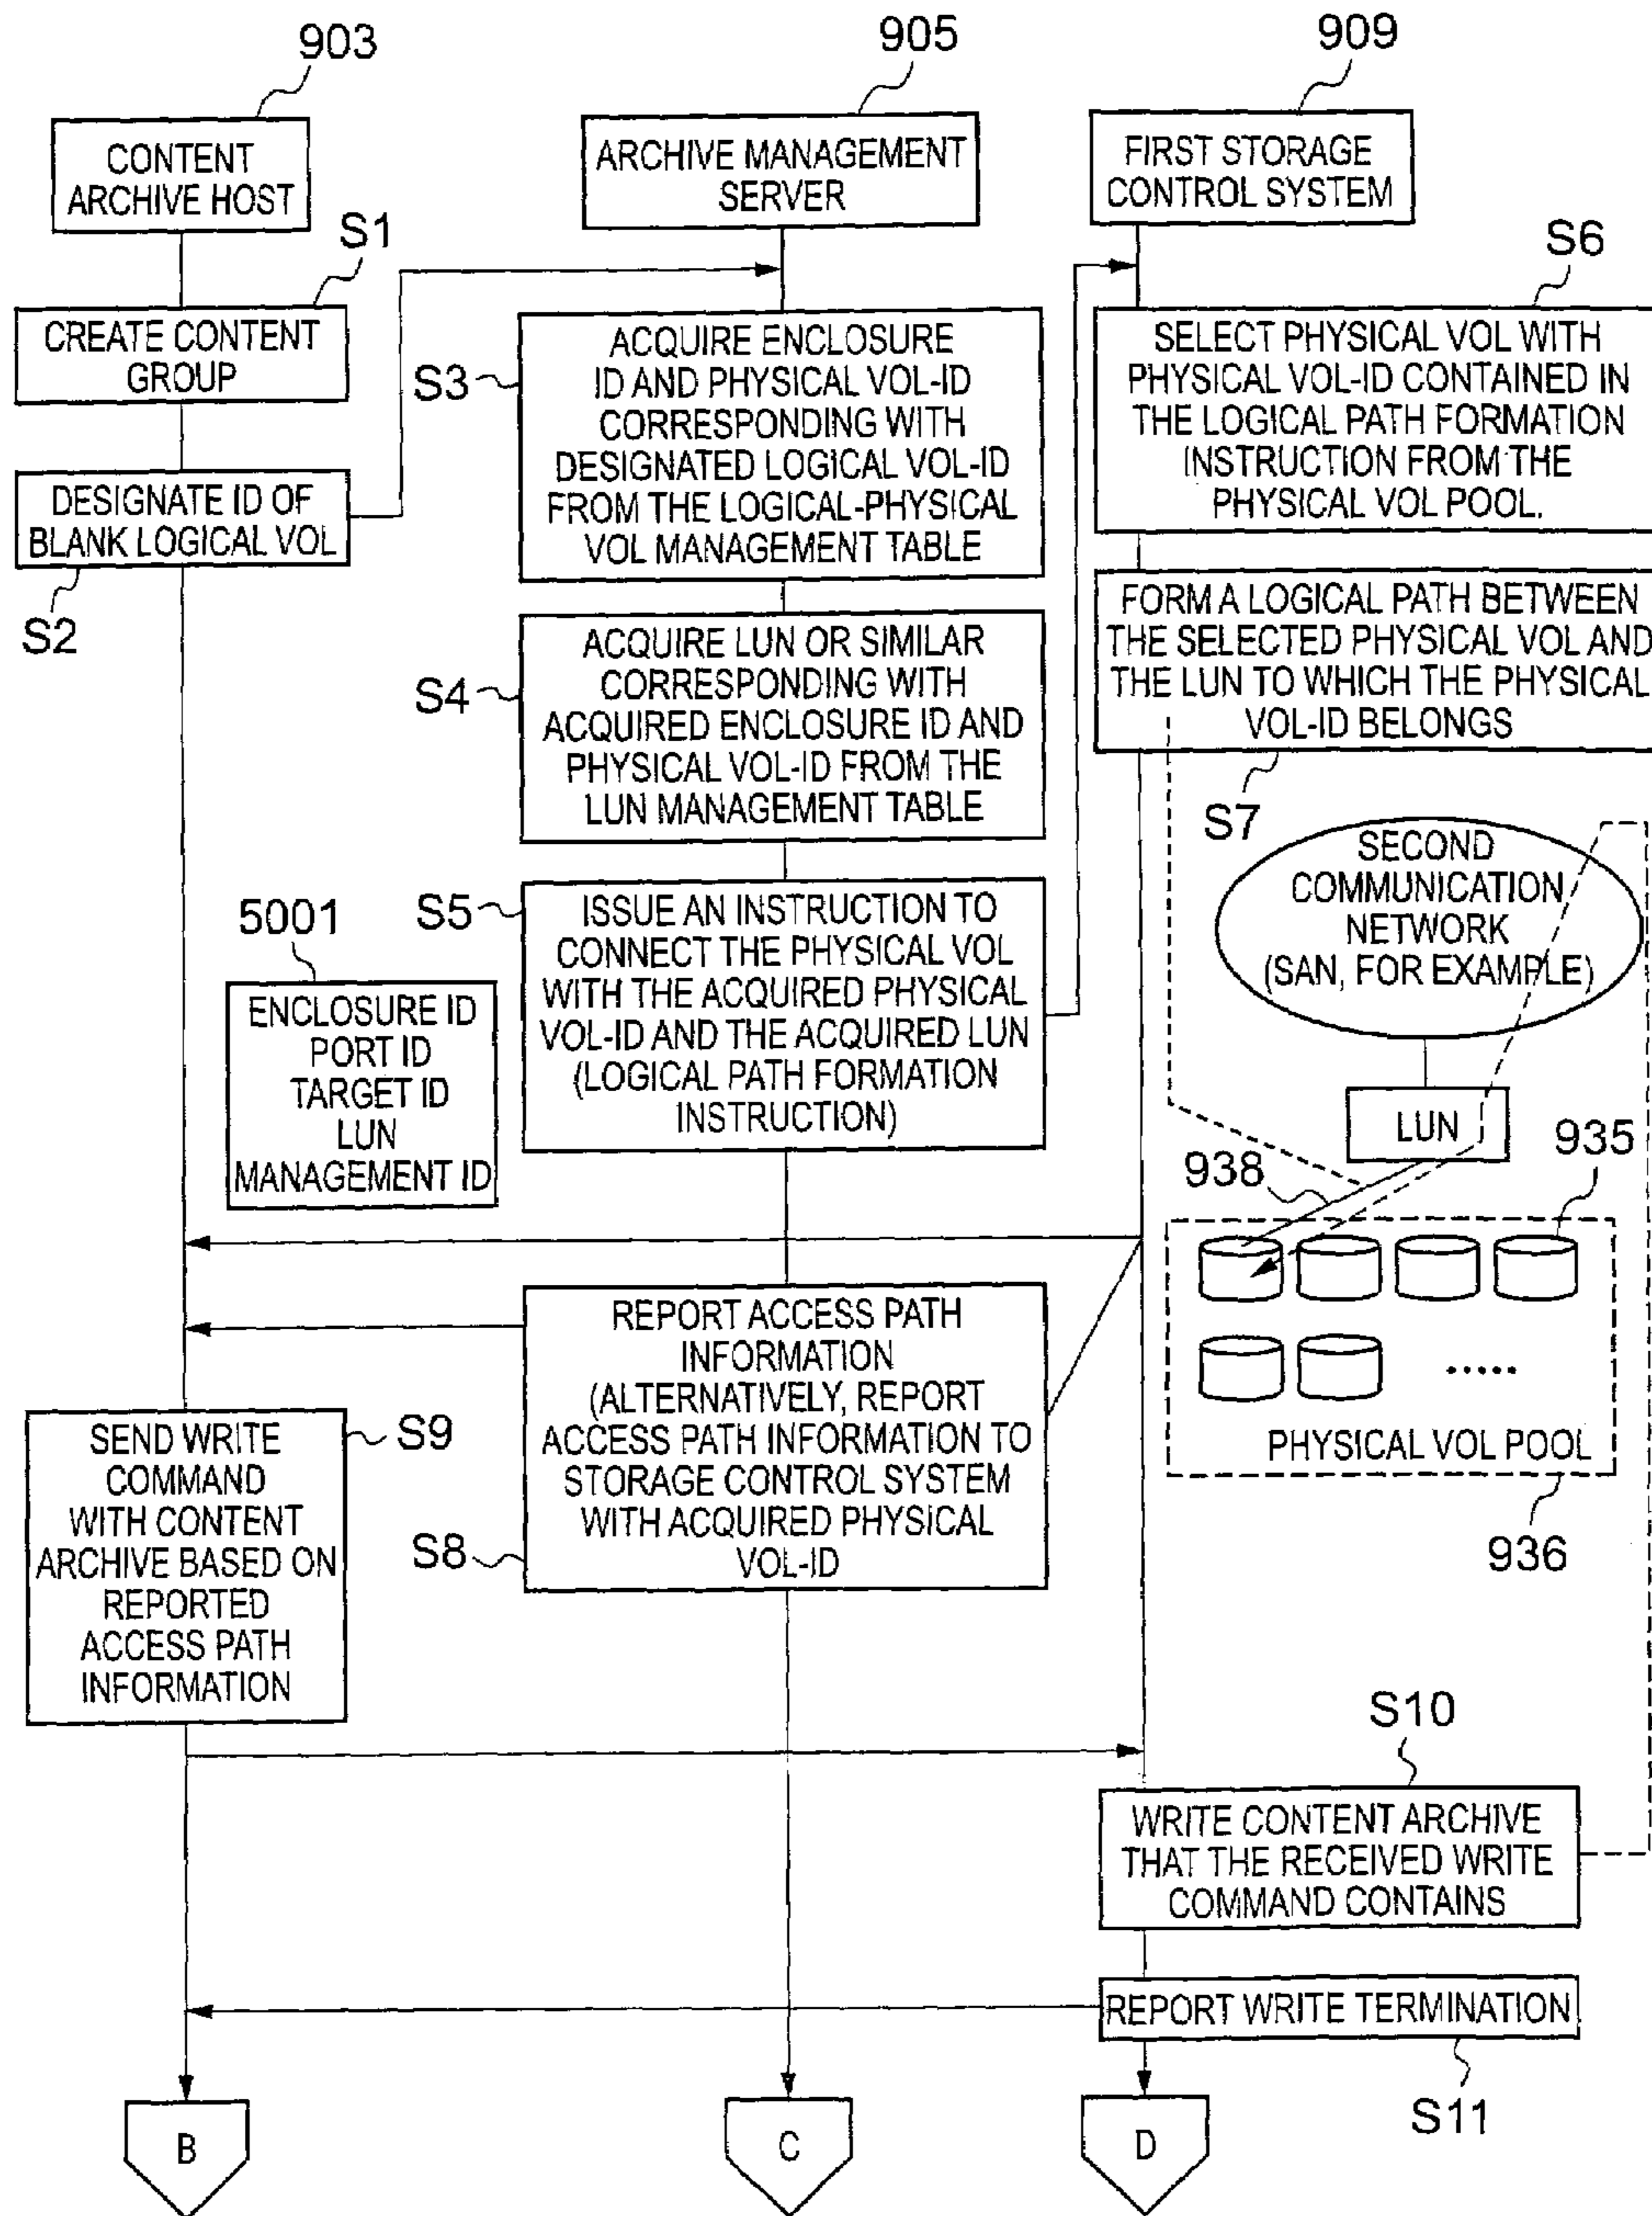 903
905
909
CONTENT
ARCHIVE HOST
ARCHIVE MANAGEMENT
SERVER
FIRST STORAGE
CONTROL SYSTEM
S1
CREATE CONTENT
GROUP
DESIGNATE ID OF
BLANK LOGICAL VOL
S2
S3
ACQUIRE ENCLOSURE
ID AND PHYSICAL VOL-ID
CORRESPONDING WITH
DESIGNATED LOGICAL VOL-ID
FROM THE LOGICAL-PHYSICAL
VOL MANAGEMENT TABLE
S4
ACQUIRE LUN OR SIMILAR
CORRESPONDING WITH
ACQUIRED ENCLOSURE ID AND
PHYSICAL VOL-ID FROM THE
LUN MANAGEMENT TABLE
S5
ISSUE AN INSTRUCTION TO
CONNECT THE PHYSICAL VOL
WITH THE ACQUIRED PHYSICAL
VOL-ID AND THE ACQUIRED LUN
(LOGICAL PATH FORMATION
INSTRUCTION)
5001
ENCLOSURE ID
PORT ID
TARGET ID
LUN
MANAGEMENT ID
S6
SELECT PHYSICAL VOL WITH
PHYSICAL VOL-ID CONTAINED IN
THE LOGICAL PATH FORMATION
INSTRUCTION FROM THE
PHYSICAL VOL POOL.
FORM A LOGICAL PATH BETWEEN
THE SELECTED PHYSICAL VOL AND
THE LUN TO WHICH THE PHYSICAL
VOL-ID BELONGS
S7
SECOND
COMMUNICATION
NETWORK
(SAN, FOR EXAMPLE)
LUN
938
935
.....
PHYSICAL VOL POOL
936
REPORT ACCESS PATH
INFORMATION
(ALTERNATIVELY, REPORT
ACCESS PATH INFORMATION TO
STORAGE CONTROL SYSTEM
WITH ACQUIRED PHYSICAL
VOL-ID
S8
SEND WRITE
COMMAND
WITH CONTENT
ARCHIVE BASED ON
REPORTED
ACCESS PATH
INFORMATION
S9
S10
WRITE CONTENT ARCHIVE
THAT THE RECEIVED WRITE
COMMAND CONTAINS
REPORT WRITE TERMINATION
S11
B
C
D